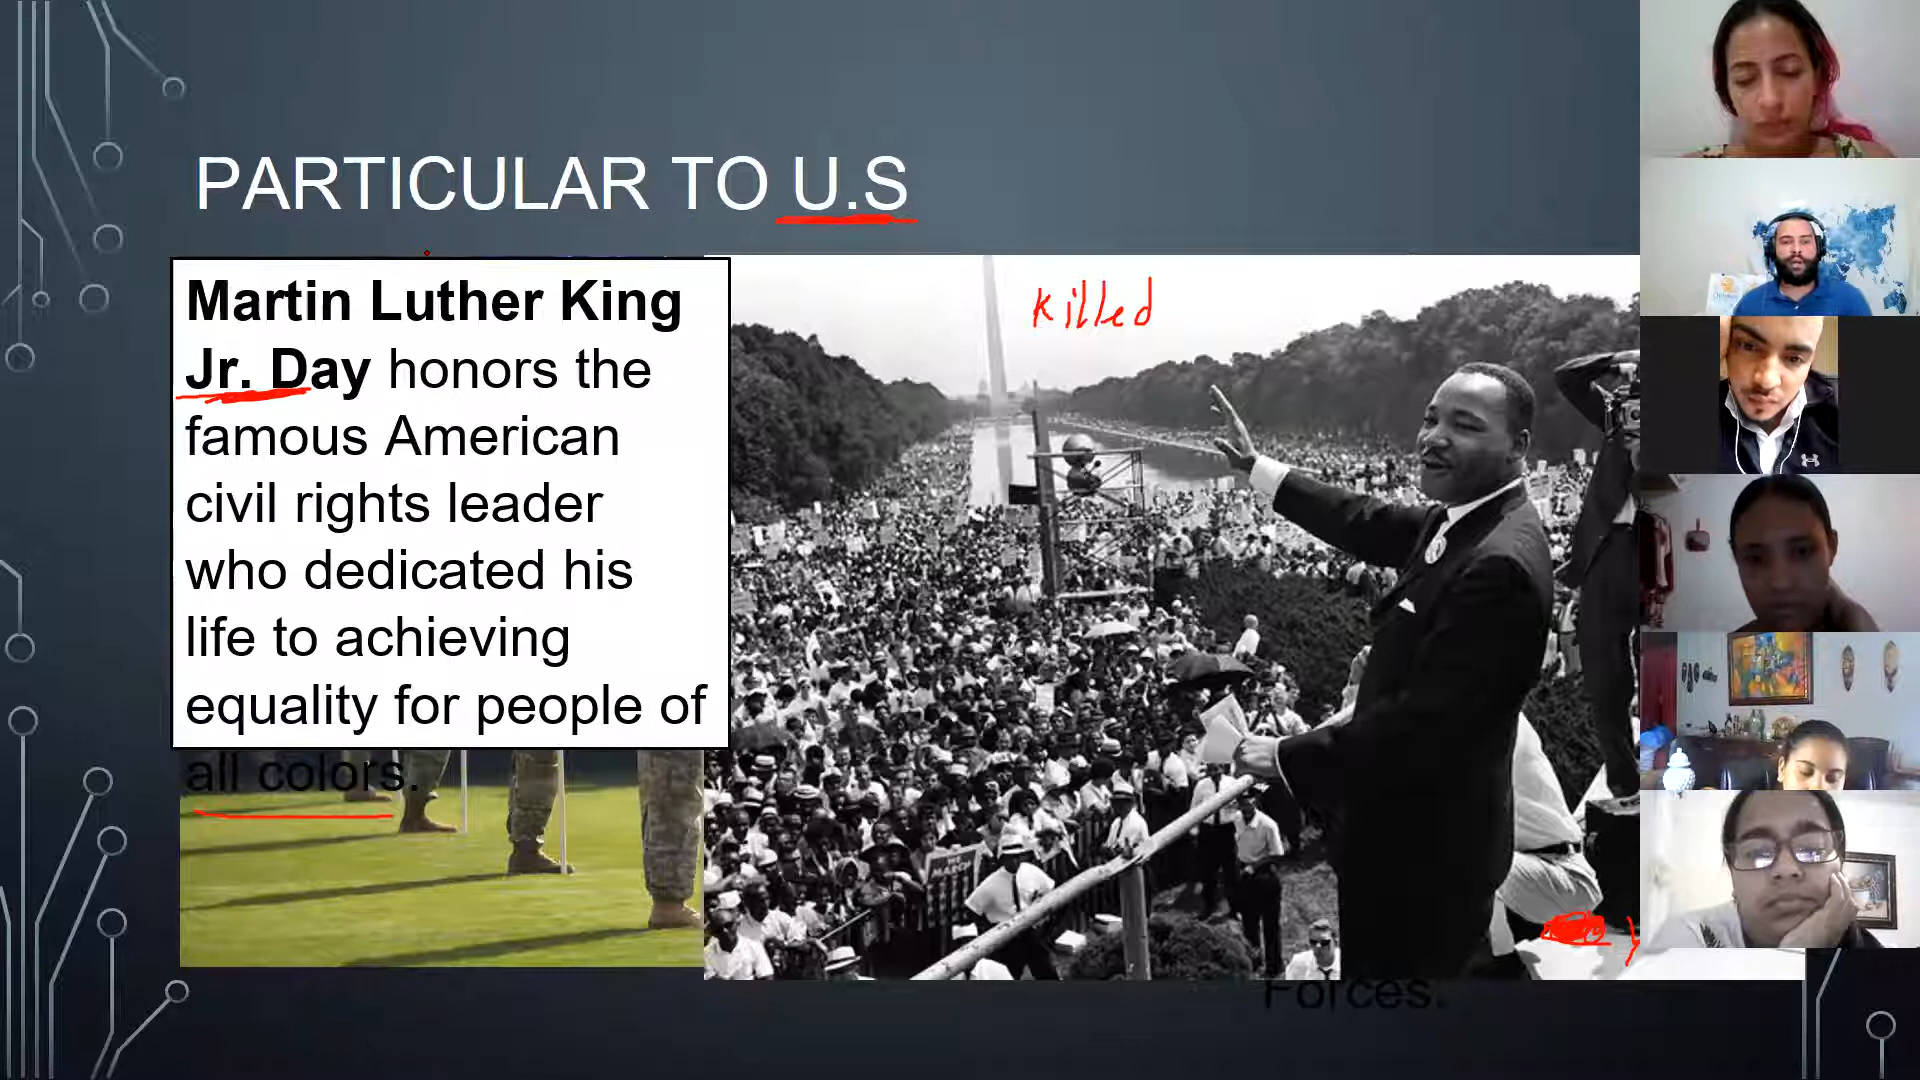 PARTICULAR TO U.S
Killed
Martin Luther King
Jr. Day honors the
famous American
civil rights leader
who dedicated his
life to achieving
equality for people of
all colors.
Forces.